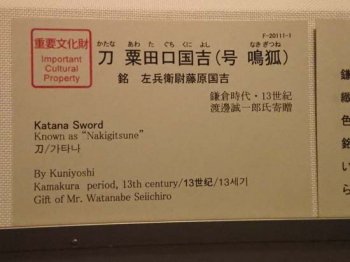 F-20111-1
重要文化財
Important
Cultural
Property
かたな あわ た ぐち くに よし なき ぎつね
刀 粟田口国吉(号 鳴狐)
銘 左兵衛尉藤原国吉
鎌倉時代・13世紀
渡邊誠一郎氏寄贈
Katana Sword
Known as "Nakigitsune"
刀/가타나
By Kuniyoshi
Kamakura period, 13th century/13世紀/13세기
Gift of Mr. Watanabe Seiichiro